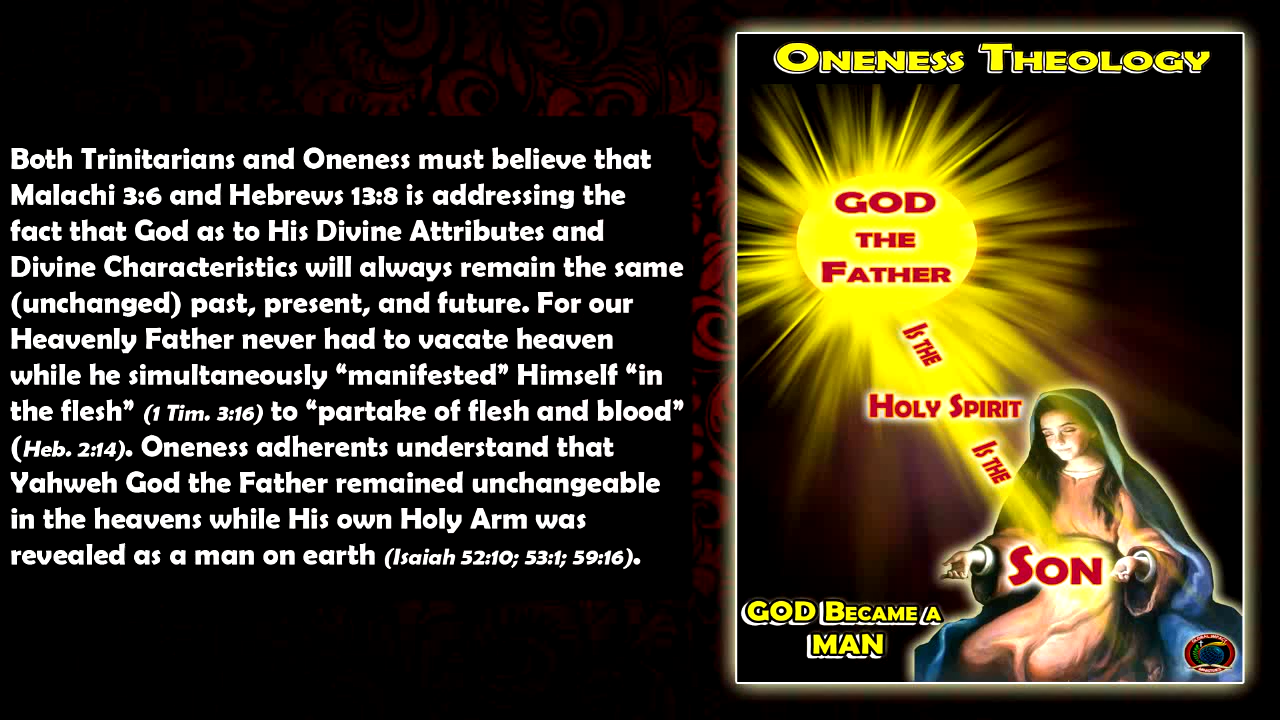 Both Trinitarians and Oneness must believe that
Malachi 3:6 and Hebrews 13:8 is addressing the
fact that God as to His Divine Attributes and
Divine Characteristics will always remain the same
(unchanged) past, present, and future. For our
Heavenly Father never had to vacate heaven
while he simultaneously “manifested” Himself “in
the flesh” (1 Tim. 3:16) to “partake of flesh and blood”
(Heb. 2:14). Oneness adherents understand that
Yahweh God the Father remained unchangeable
in the heavens while His own Holy Arm was
revealed as a man on earth (Isaiah 52:10; 53:1; 59:16).
ONENESS THEOLOGY
GOD
THE
FATHER
IS THE
HOLY SPIRIT
IS THE
SON
GOD BECAME A
MAN
GLOBAL IMPACT
MINISTRIES